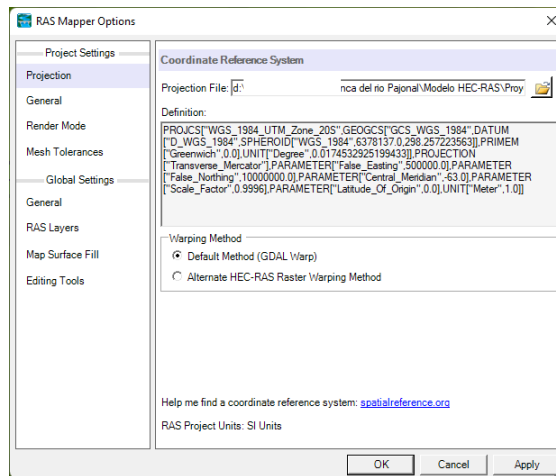 RAS Mapper Options
Project Settings
Projection
General
Render Mode
Mesh Tolerances
Global Settings
General
RAS Layers
Map Surface Fill
Editing Tools
Coordinate Reference System
Projection File: d:\ nca del rio Pajonal\Modelo HEC-RAS\Proy
Definition:
PROJCS["WGS_1984_UTM_Zone_20S",GEOGCS["GCS_WGS_1984",DATUM
["D_WGS_1984",SPHEROID["WGS_1984",6378137.0,298.257223563]],PRIMEM
["Greenwich",0.0],UNIT["Degree",0.0174532925199433]],PROJECTION
["Transverse_Mercator"],PARAMETER["False_Easting",500000.0],PARAMETER
["False_Northing",10000000.0],PARAMETER["Central_Meridian",-63.0],PARAMETER
["Scale_Factor",0.9996],PARAMETER["Latitude_Of_Origin",0.0],UNIT["Meter",1.0]]
Warping Method
Default Method (GDAL Warp)
Alternate HEC-RAS Raster Warping Method
Help me find a coordinate reference system: spatialreference.org
RAS Project Units: SI Units
OK Cancel Apply